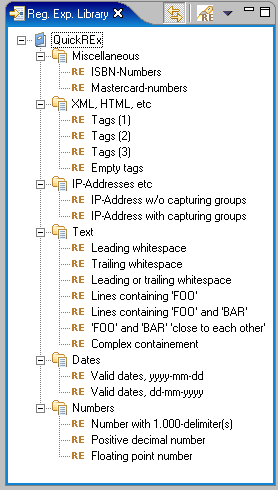 Reg. Exp. Library
RE
QuickREx
Miscellaneous
RE ISBN-Numbers
RE Mastercard-numbers
XML, HTML, etc
RE Tags (1)
RE Tags (2)
RE Tags (3)
RE Empty tags
IP-Addresses etc
RE IP-Address w/o capturing groups
RE IP-Address with capturing groups
Text
RE Leading whitespace
RE Trailing whitespace
RE Leading or trailing whitespace
RE Lines containing 'FOO'
RE Lines containing 'FOO' and 'BAR'
RE 'FOO' and 'BAR' 'close to each other'
RE Complex containement
Dates
RE Valid dates, yyyy-mm-dd
RE Valid dates, dd-mm-yyyy
Numbers
RE Number with 1.000-delimiter(s)
RE Positive decimal number
RE Floating point number